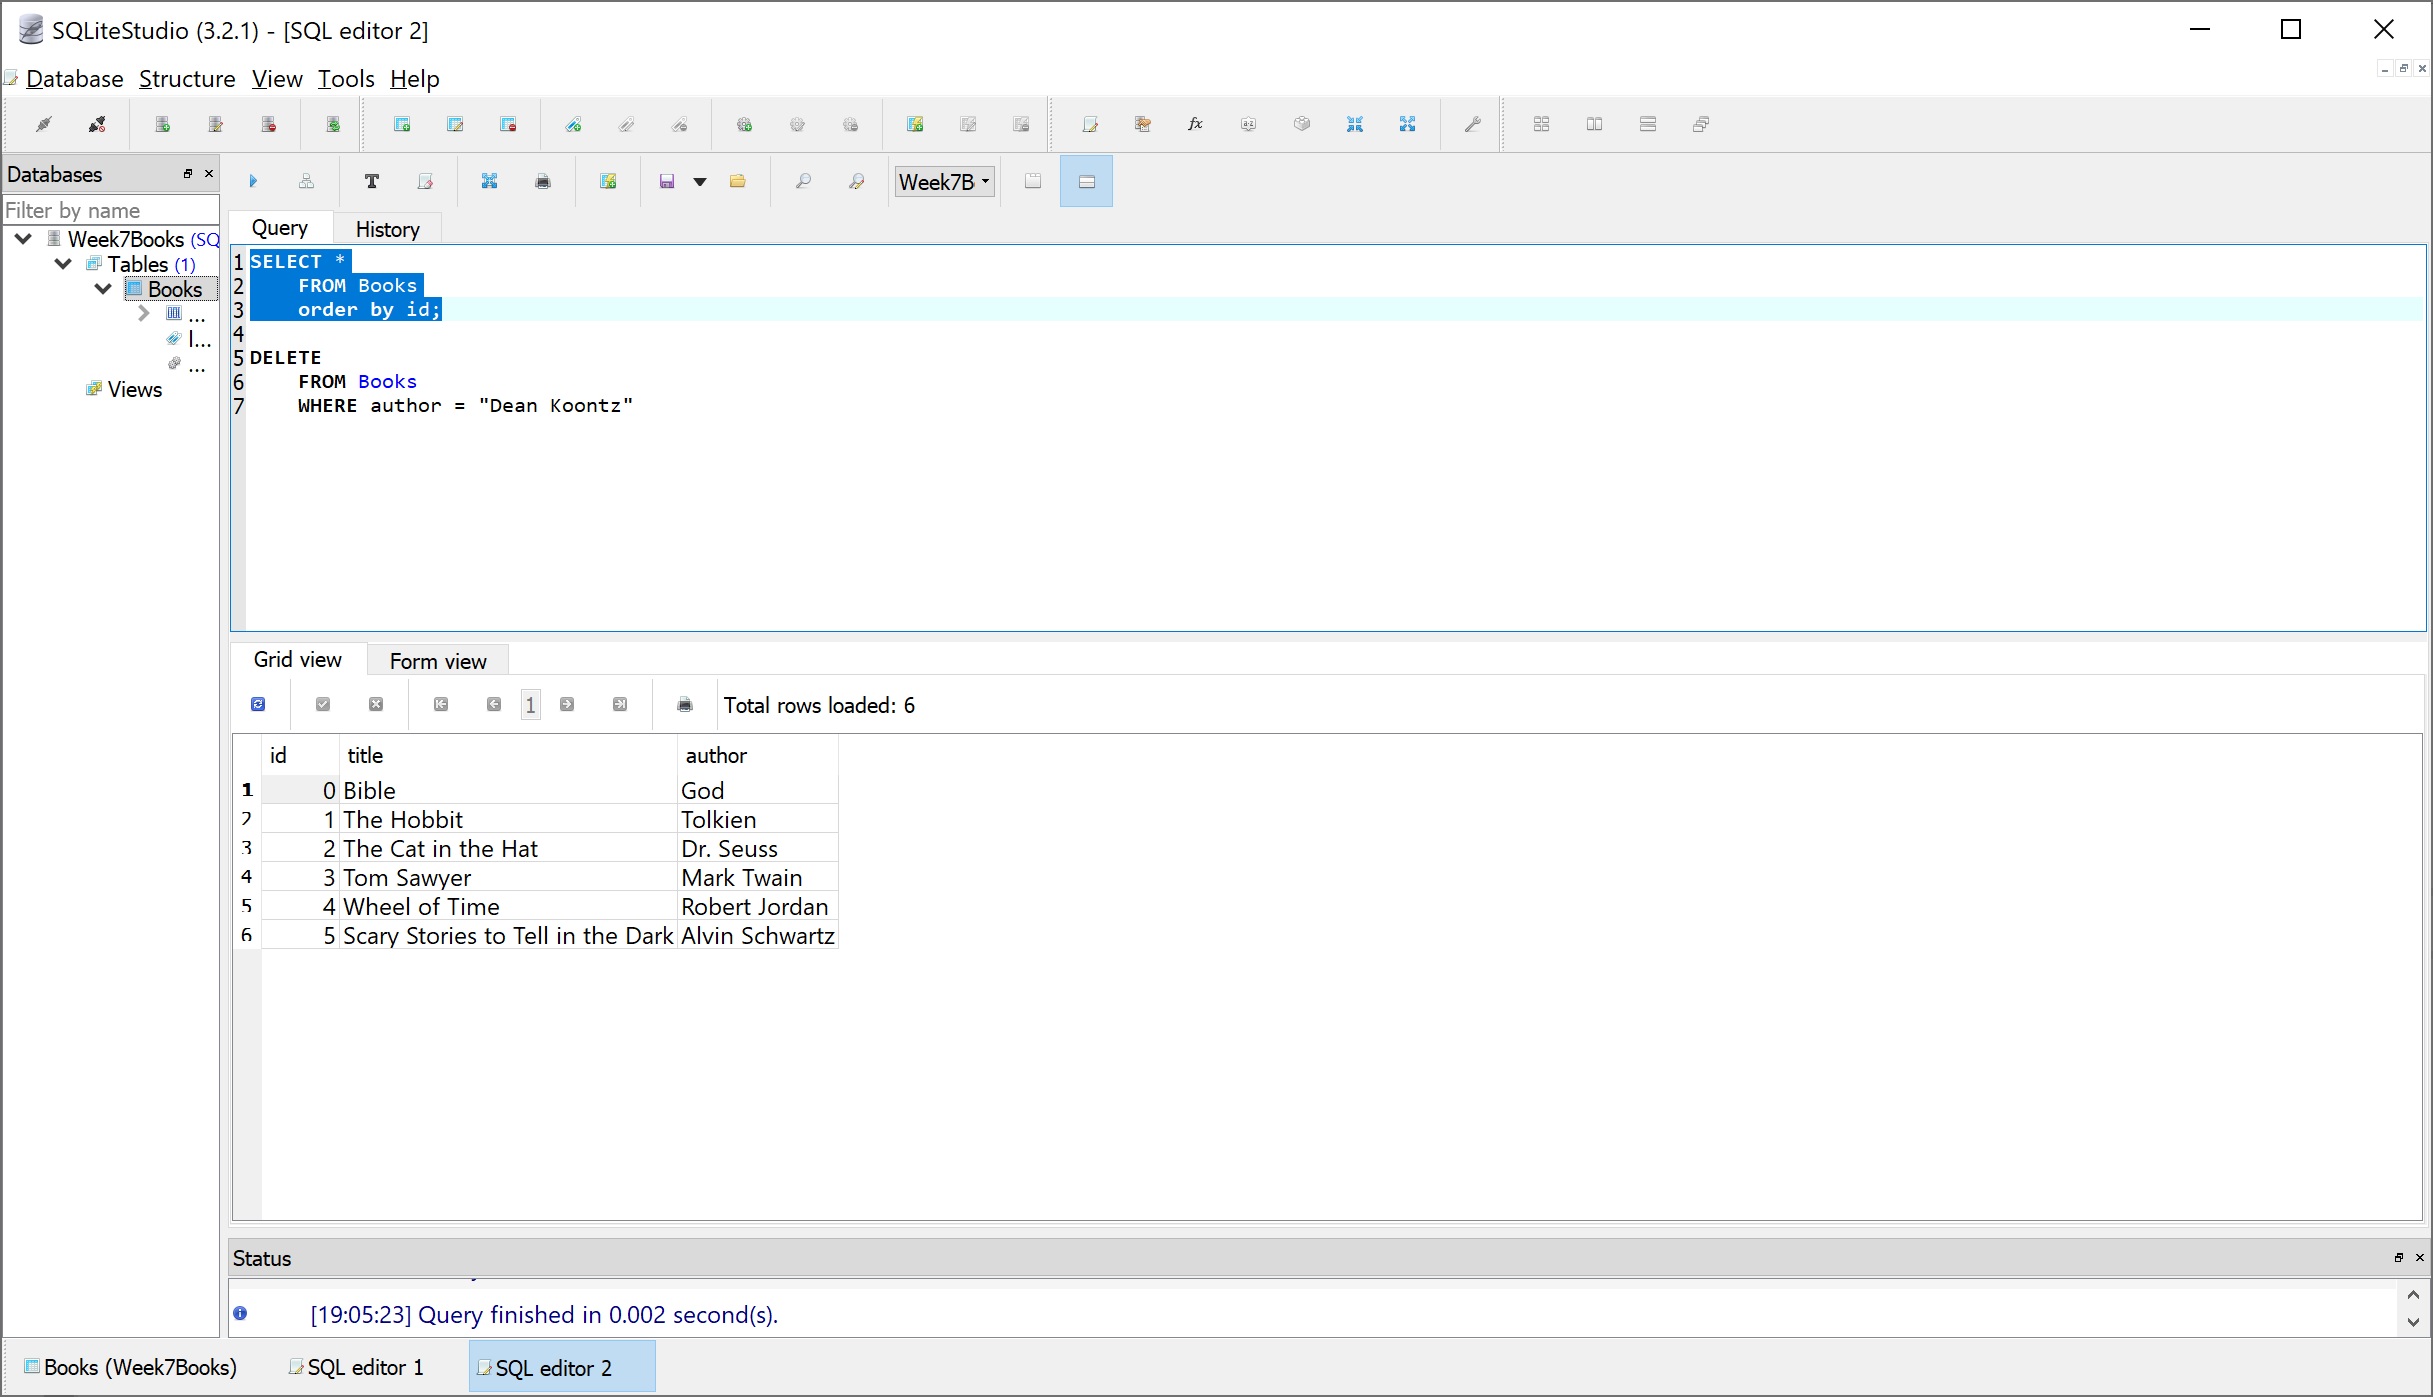 SQLiteStudio (3.2.1) - [SQL editor 2]
Database Structure View Tools Help
Databases
Filter by name
Week7Books (SQ
Tables (1)
Books
...
I...
...
Views
Week7B
Query History
1 SELECT *
2 FROM Books
3 order by id;
4
5 DELETE
6 FROM Books
7 WHERE author = "Dean Koontz"
Grid view Form view
1 Total rows loaded: 6
id title author
1 0 Bible God
2 1 The Hobbit Tolkien
3 2 The Cat in the Hat Dr. Seuss
4 3 Tom Sawyer Mark Twain
5 4 Wheel of Time Robert Jordan
6 5 Scary Stories to Tell in the Dark Alvin Schwartz
Status
[19:05:23] Query finished in 0.002 second(s).
Books (Week7Books) SQL editor 1 SQL editor 2